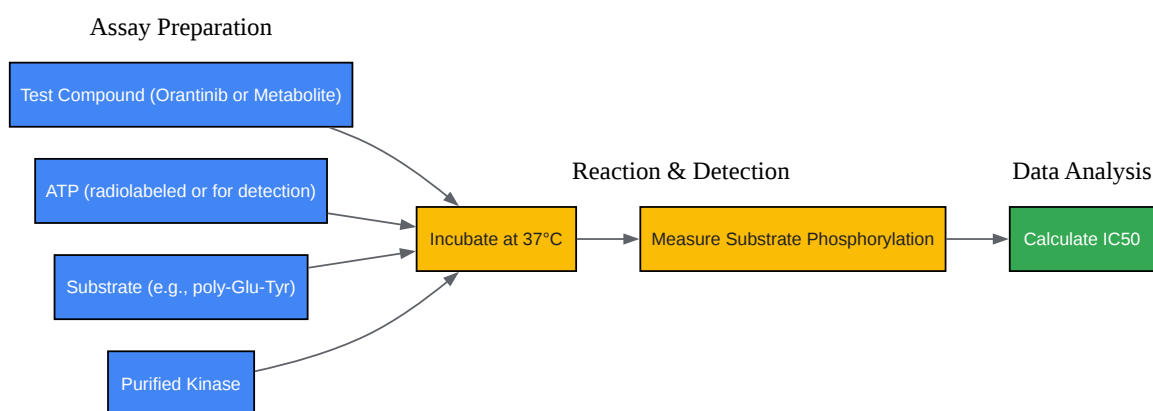 Assay Preparation
Test Compound (Orantinib or Metabolite)
ATP (radiolabeled or for detection)
Substrate (e.g., poly-Glu-Tyr)
Purified Kinase
Incubate at 37°C
Reaction & Detection
Measure Substrate Phosphorylation
Data Analysis
Calculate IC50